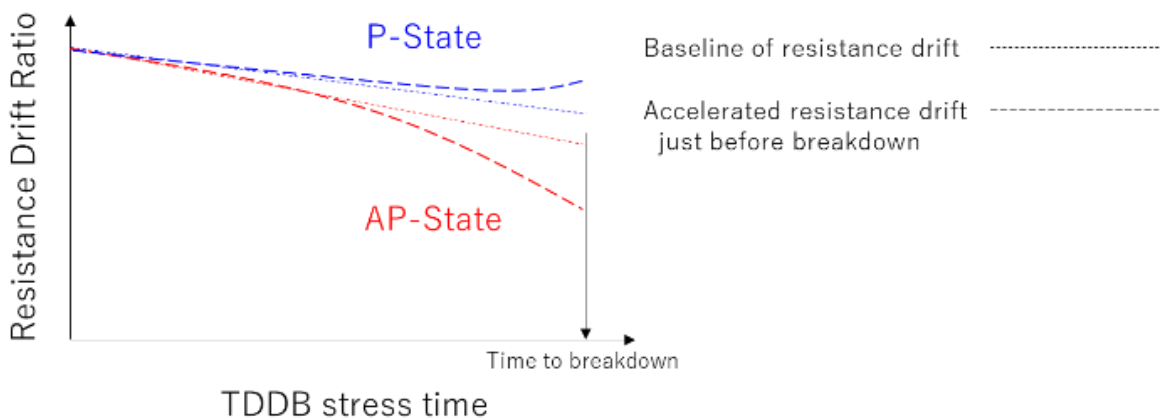 Resistance Drift Ratio
P-State
AP-State
Time to breakdown
TDDB stress time
Baseline of resistance drift
Accelerated resistance drift
just before breakdown